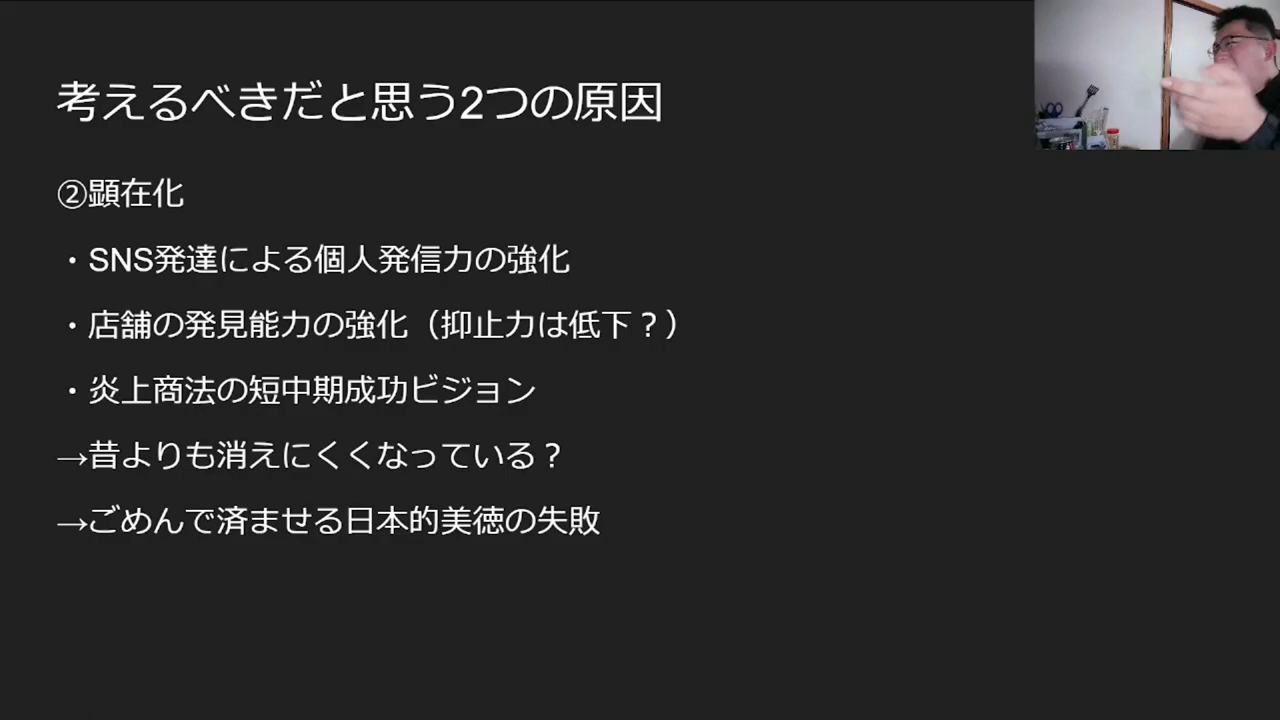 考えるべきだと思う2つの原因
②顕在化
・SNS発達による個人発信力の強化
・店舗の発見能力の強化（抑止力は低下？）
・炎上商法の短中期成功ビジョン
→昔よりも消えにくくなっている？
→ごめんで済ませる日本的美徳の失敗